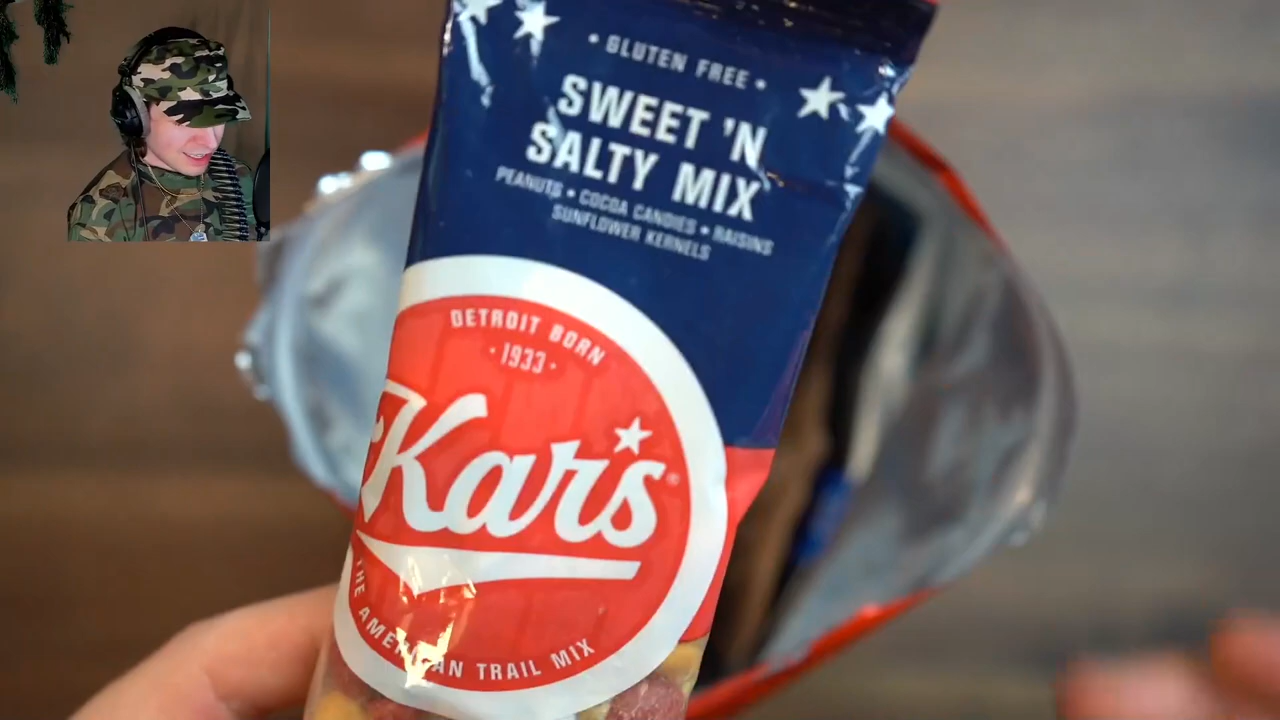 • GLUTEN FREE •
SWEET 'N
SALTY MIX
PEANUTS • COCOA CANDIES • RAISINS
SUNFLOWER KERNELS
DETROIT BORN
• 1933 •
Kar's®
THE AMERICAN TRAIL MIX